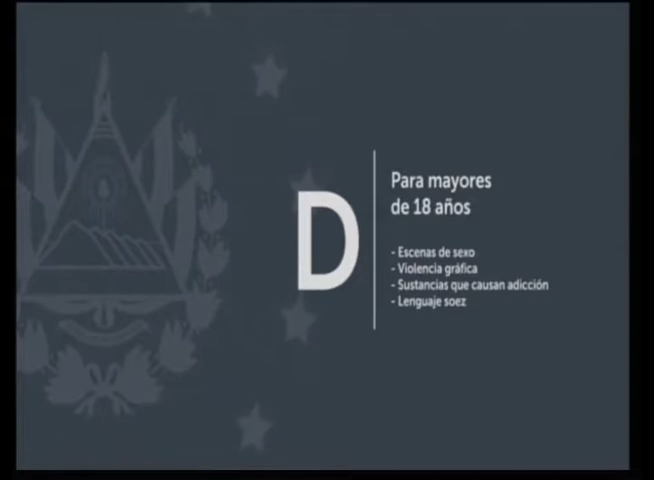 D
Para mayores
de 18 años
- Escenas de sexo
- Violencia gráfica
- Sustancias que causan adicción
- Lenguaje soez